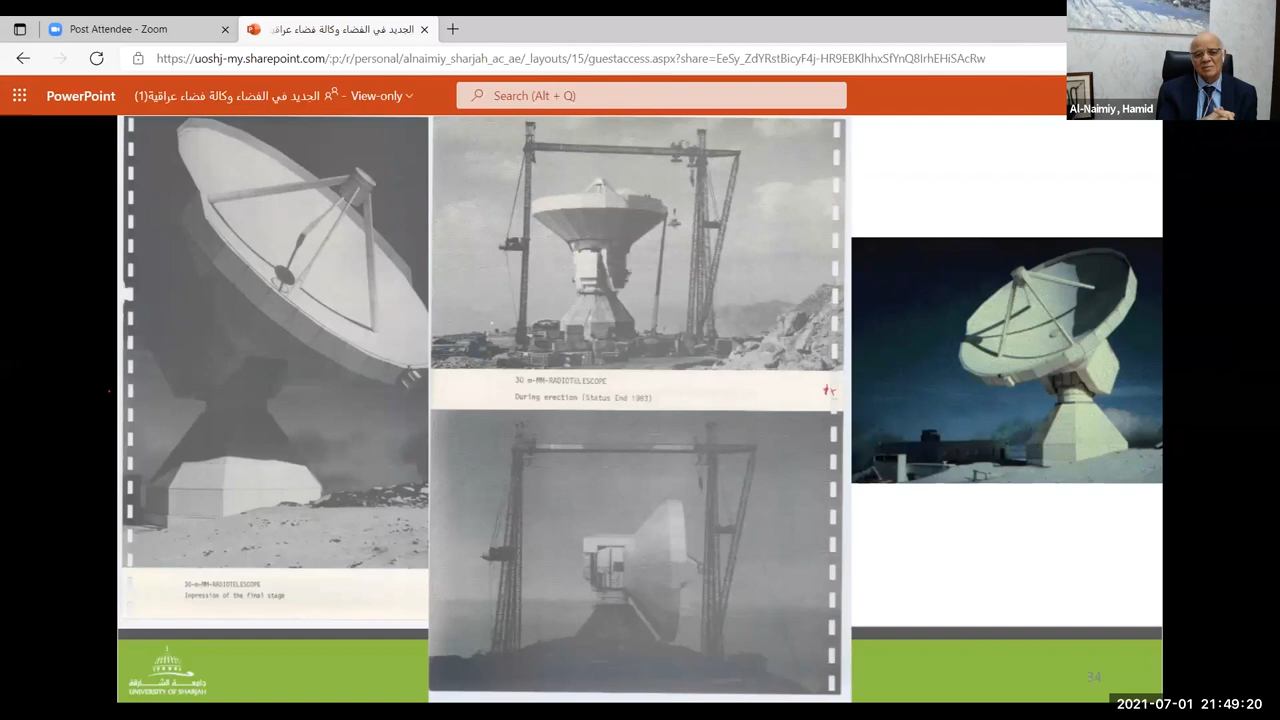 Post Attendee - Zoom
الجديد في الفضاء وكالة فضاء عراقية
https://uoshj-my.sharepoint.com/:p:/r/personal/alnaimiy_sharjah_ac_ae/_layouts/15/guestaccess.aspx?share=EeSy_ZdYRstBicyF4j-HR9EBKlhhxSfYnQ8IrhEHiSAcRw
PowerPoint
الجديد في الفضاء وكالة فضاء عراقية(1) - View-only
Search (Alt + Q)
Al-Naimiy, Hamid
30 m-MM-RADIOTELESCOPE
During erection (Status End 1983)
30-m-MM-RADIOTELESCOPE
Impression of the final stage
جامعة الشارقة
UNIVERSITY OF SHARJAH
34
2021-07-01 21:49:20